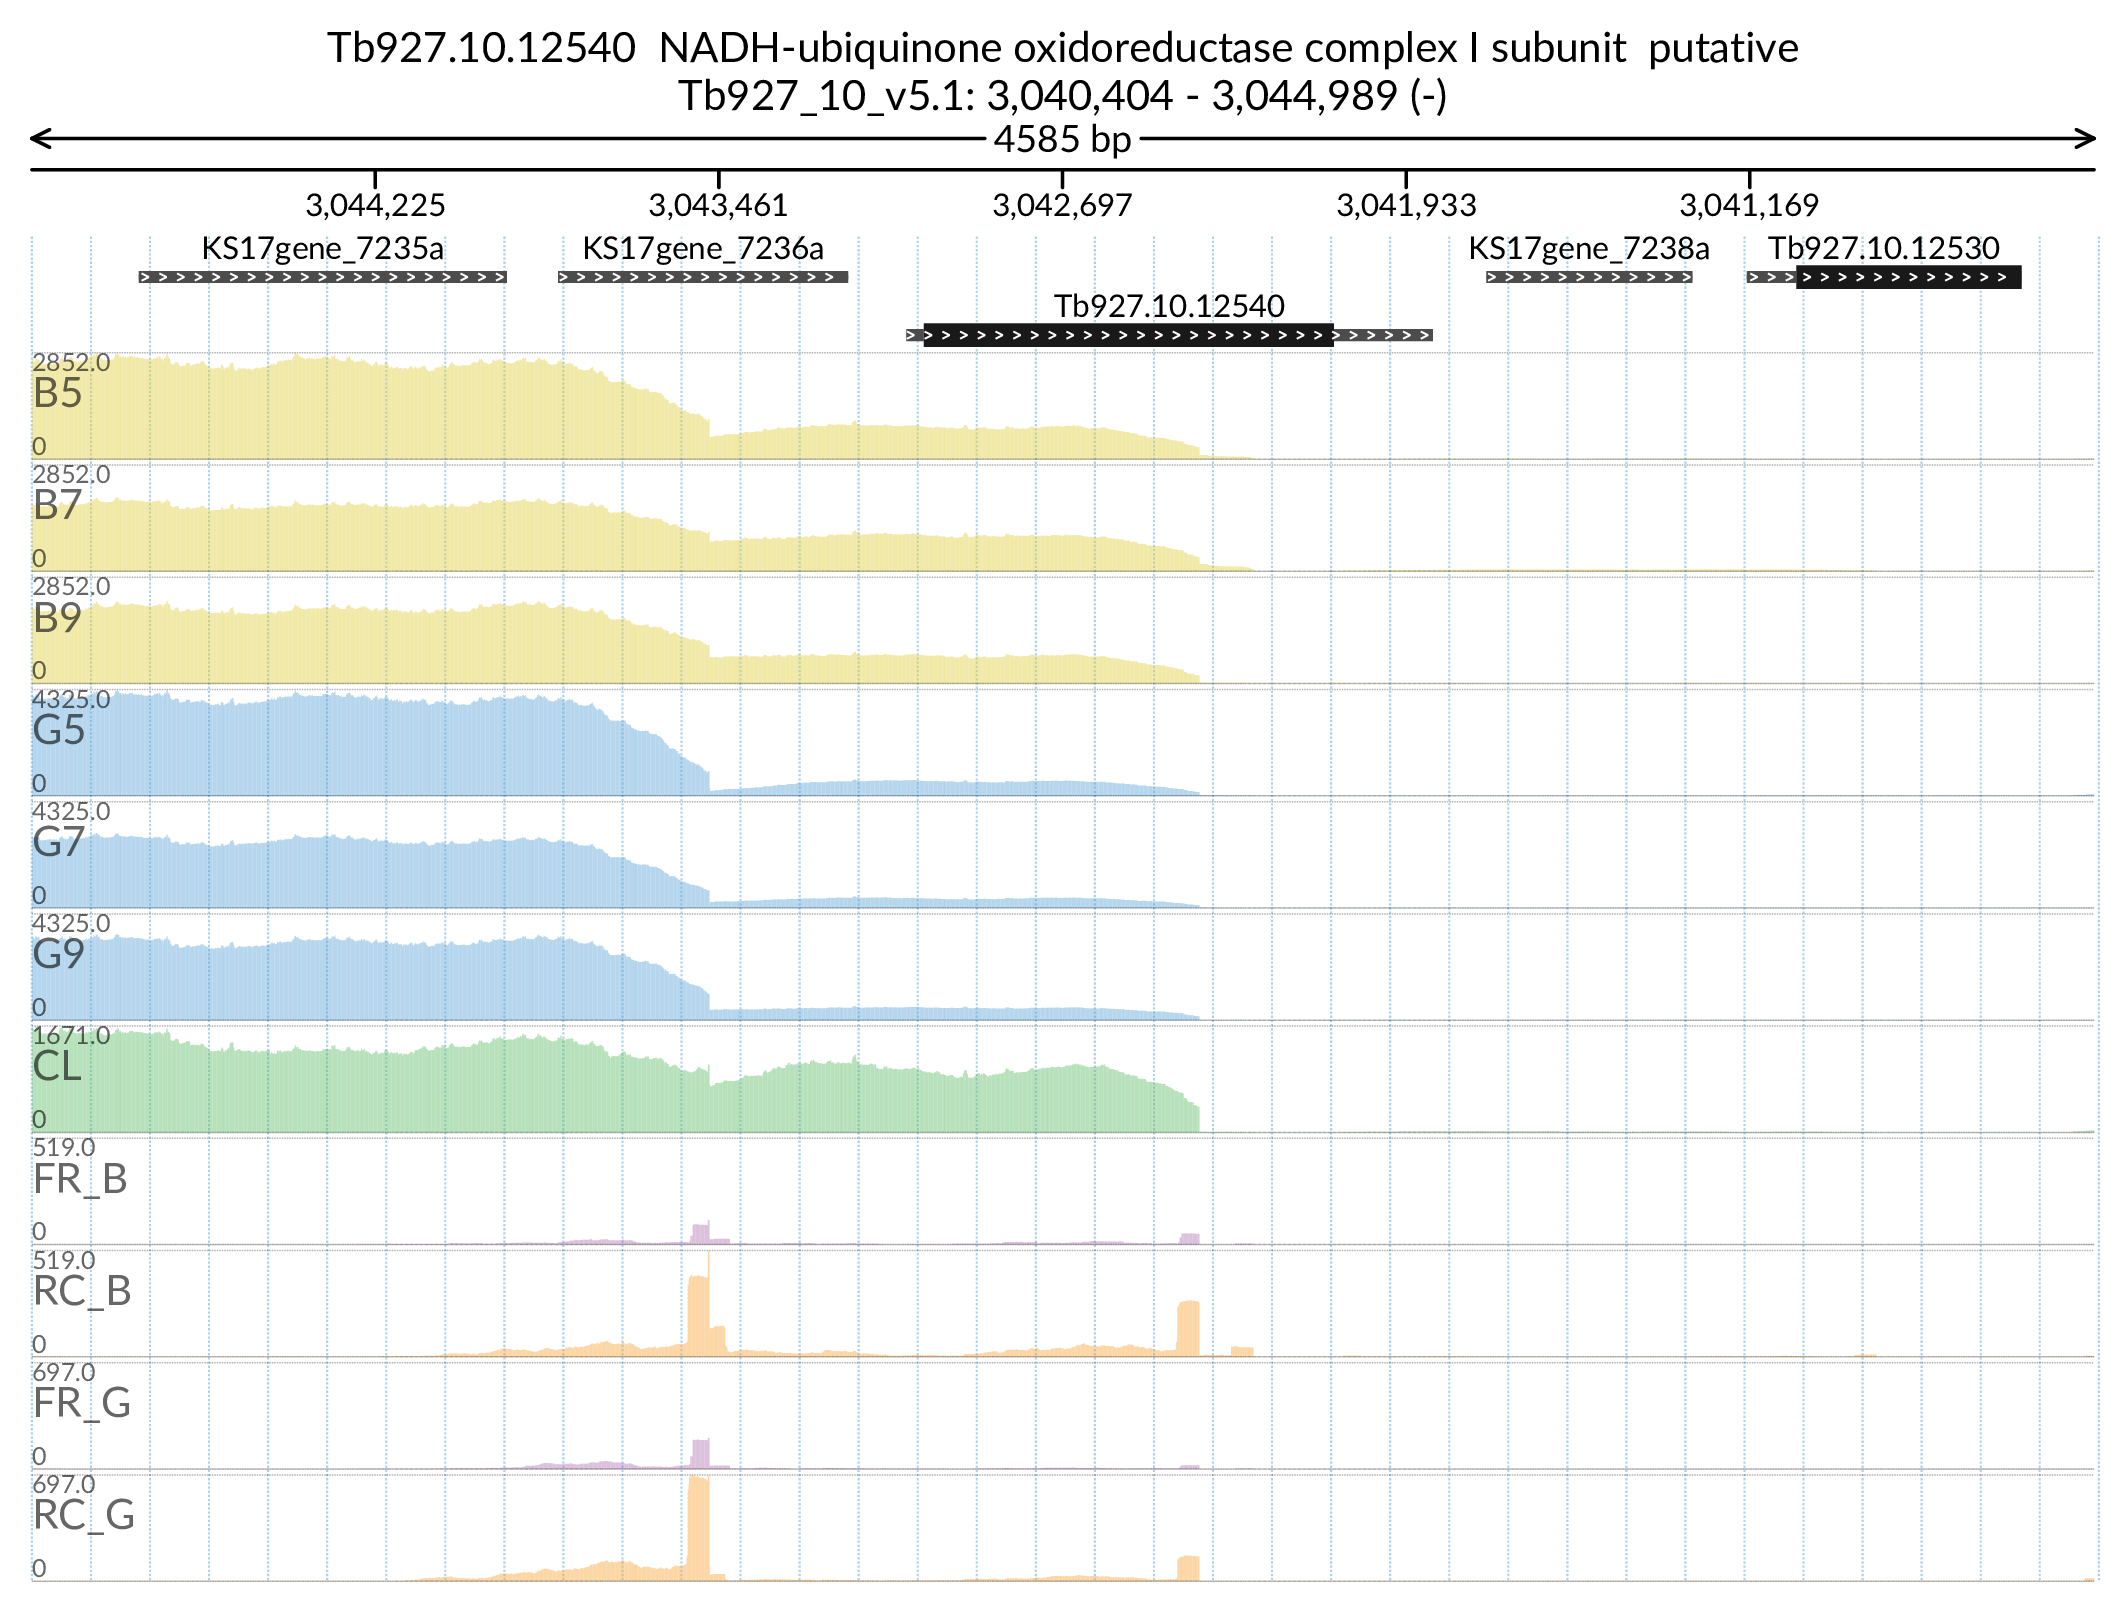 Tb927.10.12540  NADH-ubiquinone oxidoreductase complex I subunit  putative
Tb927_10_v5.1: 3,040,404 - 3,044,989 (-)
4585 bp
3,044,225 3,043,461 3,042,697 3,041,933 3,041,169
KS17gene_7235a KS17gene_7236a KS17gene_7238a Tb927.10.12530
Tb927.10.12540
2852.0
B5
0
2852.0
B7
0
2852.0
B9
0
4325.0
G5
0
4325.0
G7
0
4325.0
G9
0
1671.0
CL
0
519.0
FR_B
0
519.0
RC_B
0
697.0
FR_G
0
697.0
RC_G
0